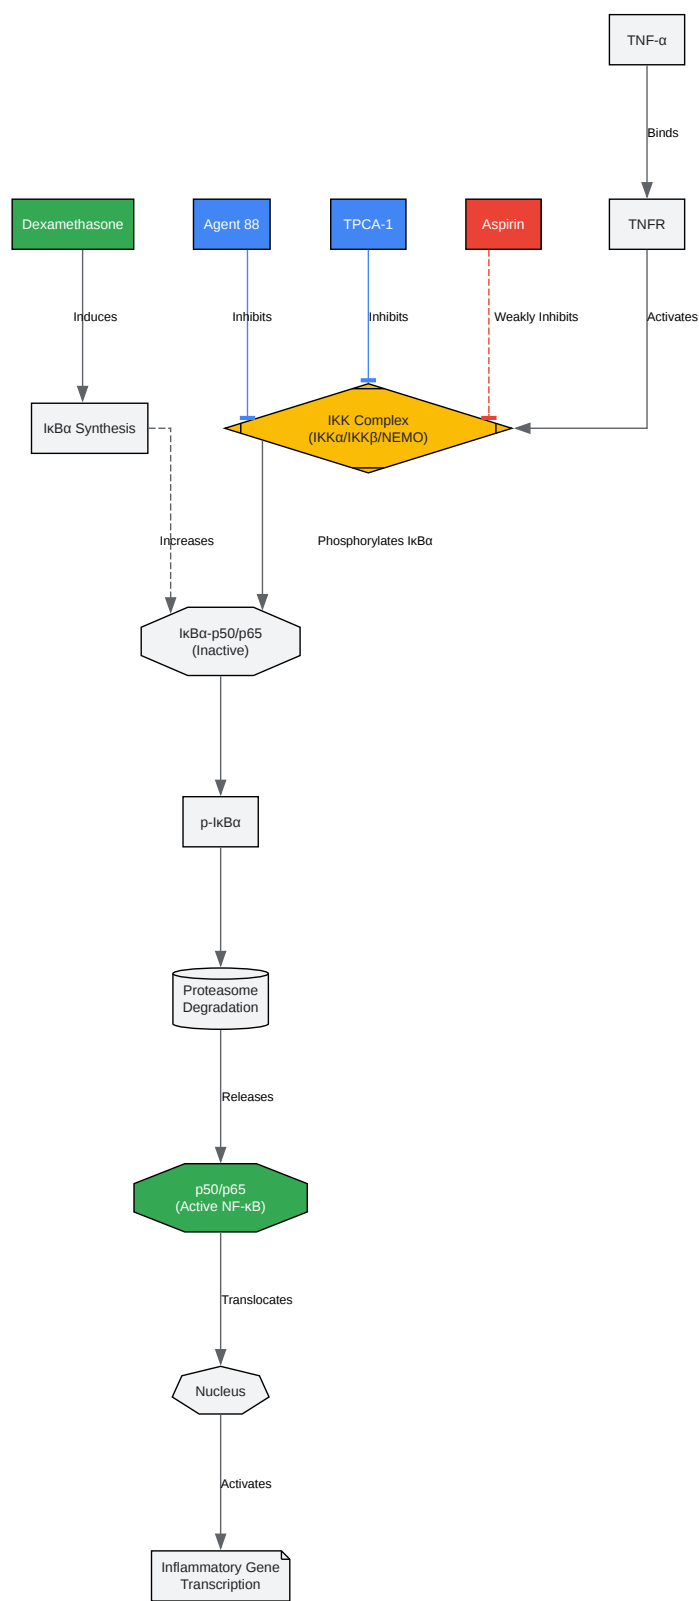 TNF-α
Binds
Dexamethasone
Agent 88
TPCA-1
Aspirin
TNFR
Induces
Inhibits
Inhibits
Weakly Inhibits
Activates
IκBα Synthesis
IKK Complex
(IKKα/IKKβ/NEMO)
Increases
Phosphorylates IκBα
IκBα-p50/p65
(Inactive)
p-IκBα
Proteasome
Degradation
Releases
p50/p65
(Active NF-κB)
Translocates
Nucleus
Activates
Inflammatory Gene
Transcription